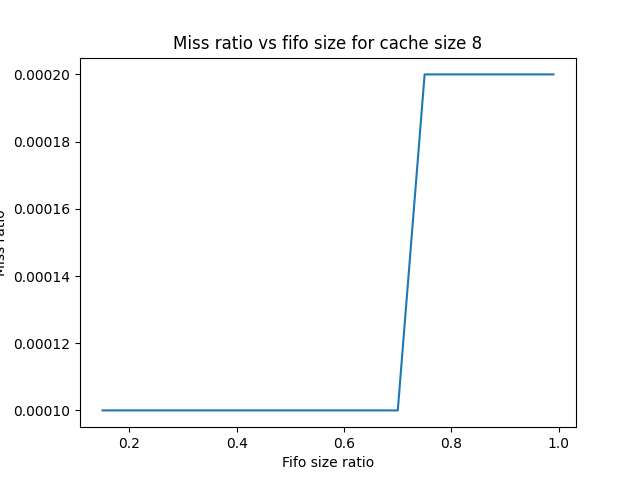 Miss ratio vs fifo size for cache size 8
0.00020
0.00018
0.00016
0.00014
0.00012
0.00010
Miss ratio
0.2 0.4 0.6 0.8 1.0
Fifo size ratio